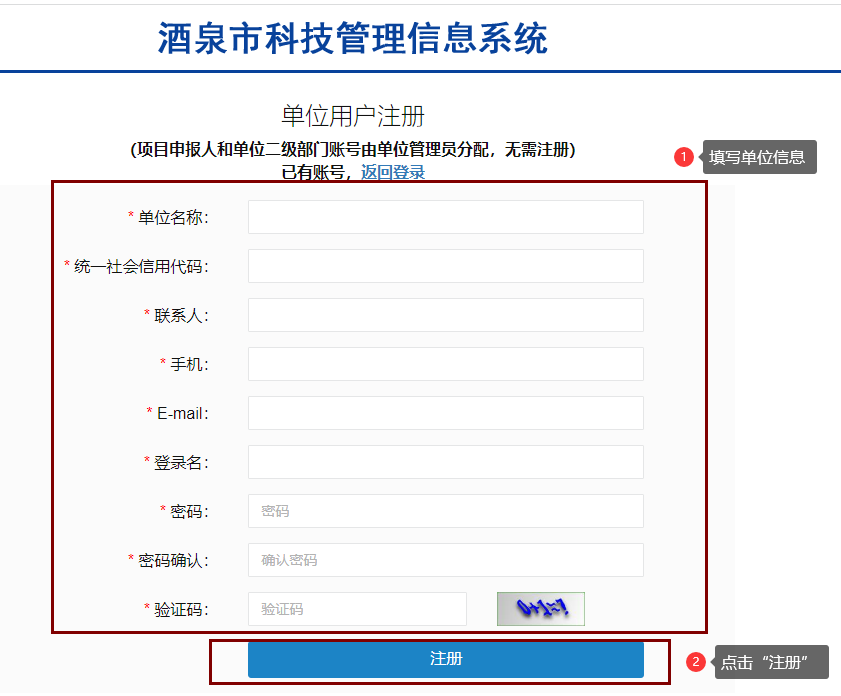 酒泉市科技管理信息系统
单位用户注册
(项目申报人和单位二级部门账号由单位管理员分配，无需注册)
已有账号，返回登录
1 填写单位信息
* 单位名称：
* 统一社会信用代码：
* 联系人：
* 手机：
* E-mail：
* 登录名：
* 密码： 密码
* 密码确认： 确认密码
* 验证码： 验证码 0+1=?
注册
2 点击“注册”